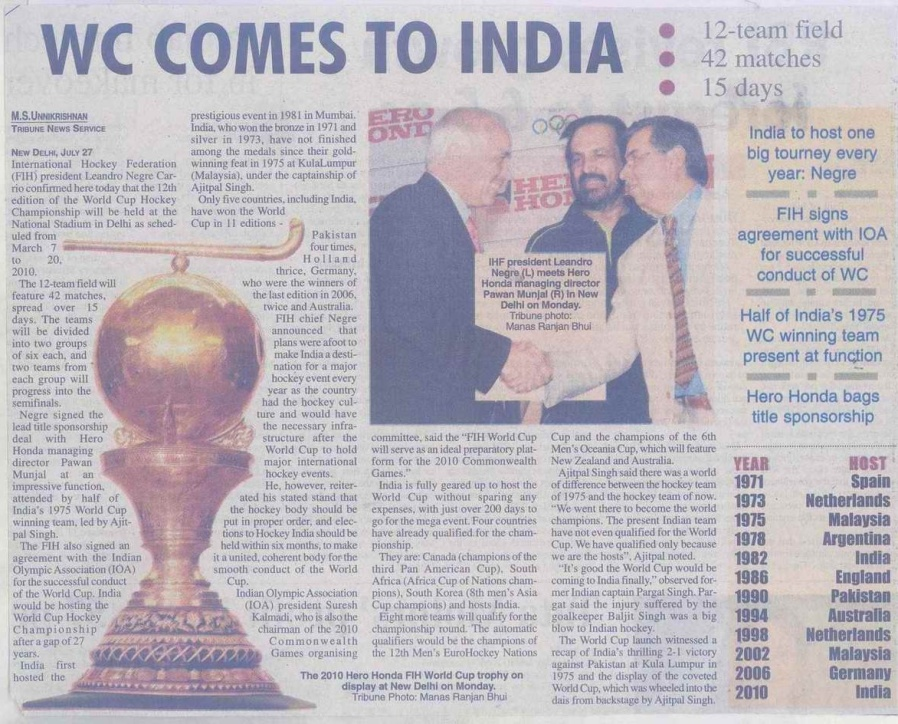 WC COMES TO INDIA
12-team field
42 matches
15 days
M.S.UNNIKRISHNAN
TRIBUNE NEWS SERVICE
NEW DELHI, JULY 27
International Hockey Federation
(FIH) president Leandro Negre Car-
rio confirmed here today that the 12th
edition of the World Cup Hockey
Championship will be held at the
National Stadium in Delhi as sched-
uled from
March 7
to 20,
2010.
The 12-team field will
feature 42 matches,
spread over 15
days. The teams
will be divided
into two groups
of six each, and
two teams from
each group will
progress into the
semifinals.
Negre signed the
lead title sponsorship
deal with Hero
Honda managing
director Pawan
Munjal at an
impressive function,
attended by half of
India's 1975 World Cup
winning team, led by Ajit-
pal Singh.
The FIH also signed an
agreement with the Indian
Olympic Association (IOA)
for the successful conduct
of the World Cup. India
would be hosting the
World Cup Hockey
Championship
after a gap of 27
years.
India first
hosted the
prestigious event in 1981 in Mumbai.
India, who won the bronze in 1971 and
silver in 1973, have not finished
among the medals since their gold-
winning feat in 1975 at KulaLumpur
(Malaysia), under the captainship of
Ajitpal Singh.
Only five countries, including India,
have won the World
Cup in 11 editions -
Pakistan
four times,
Holland
thrice, Germany,
who were the winners of
the last edition in 2006,
twice and Australia.
FIH chief Negre
announced that
plans were afoot to
make India a desti-
nation for a major
hockey event every
year as the country
had the hockey cul-
ture and would have
the necessary infra-
structure after the
World Cup to hold
major international
hockey events.
He, however, reiter-
ated his stated stand that
the hockey body should be
put in proper order, and elec-
tions to Hockey India should be
held within six months, to make
it a united, coherent body for the
smooth conduct of the World
Cup.
Indian Olympic Association
(IOA) president Suresh
Kalmadi, who is also the
chairman of the 2010
Commonwealth
Games organising
The 2010 Hero Honda FIH World Cup trophy on
display at New Delhi on Monday.
Tribune Photo: Manas Ranjan Bhui
HERO
OND
HER
HON
IHF president Leandro
Negre (L) meets Hero
Honda managing director
Pawan Munjal (R) in New
Delhi on Monday.
Tribune photo:
Manas Ranjan Bhui
committee, said the "FIH World Cup
will serve as an ideal preparatory plat-
form for the 2010 Commonwealth
Games."
India is fully geared up to host the
World Cup without sparing any
expenses, with just over 200 days to
go for the mega event. Four countries
have already qualified for the cham-
pionship.
They are: Canada (champions of the
third Pan American Cup), South
Africa (Africa Cup of Nations cham-
pions), South Korea (8th men's Asia
Cup champions) and hosts India.
Eight more teams will qualify for the
championship round. The automatic
qualifiers would be the champions of
the 12th Men's EuroHockey Nations
Cup and the champions of the 6th
Men's Oceania Cup, which will feature
New Zealand and Australia.
Ajitpal Singh said there was a world
of difference between the hockey team
of 1975 and the hockey team of now.
"We went there to become the world
champions. The present Indian team
have not even qualified for the World
Cup. We have qualified only because
we are the hosts", Ajitpal noted.
"It's good the World Cup would be
coming to India finally," observed for-
mer Indian captain Pargat Singh. Par-
gat said the injury suffered by the
goalkeeper Baljit Singh was a big
blow to Indian hockey.
The World Cup launch witnessed a
recap of India's thrilling 2-1 victory
against Pakistan at Kula Lumpur in
1975 and the display of the coveted
World Cup, which was wheeled into the
dais from backstage by Ajitpal Singh.
India to host one
big tourney every
year: Negre
FIH signs
agreement with IOA
for successful
conduct of WC
Half of India's 1975
WC winning team
present at function
Hero Honda bags
title sponsorship
YEAR HOST
1971 Spain
1973 Netherlands
1975 Malaysia
1978 Argentina
1982 India
1986 England
1990 Pakistan
1994 Australia
1998 Netherlands
2002 Malaysia
2006 Germany
2010 India